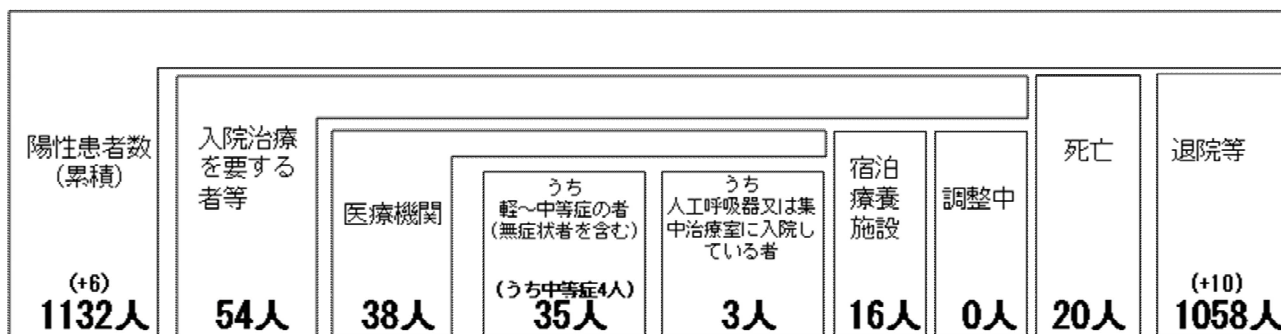 陽性患者数
(累積)
(+6)
1132人
入院治療
を要する
者等
54人
医療機関
38人
うち
軽～中等症の者
(無症状者を含む)
(うち中等症4人)
35人
うち
人工呼吸器又は集
中治療室に入院し
ている者
3人
宿泊
療養
施設
16人
調整中
0人
死亡
20人
退院等
(+10)
1058人